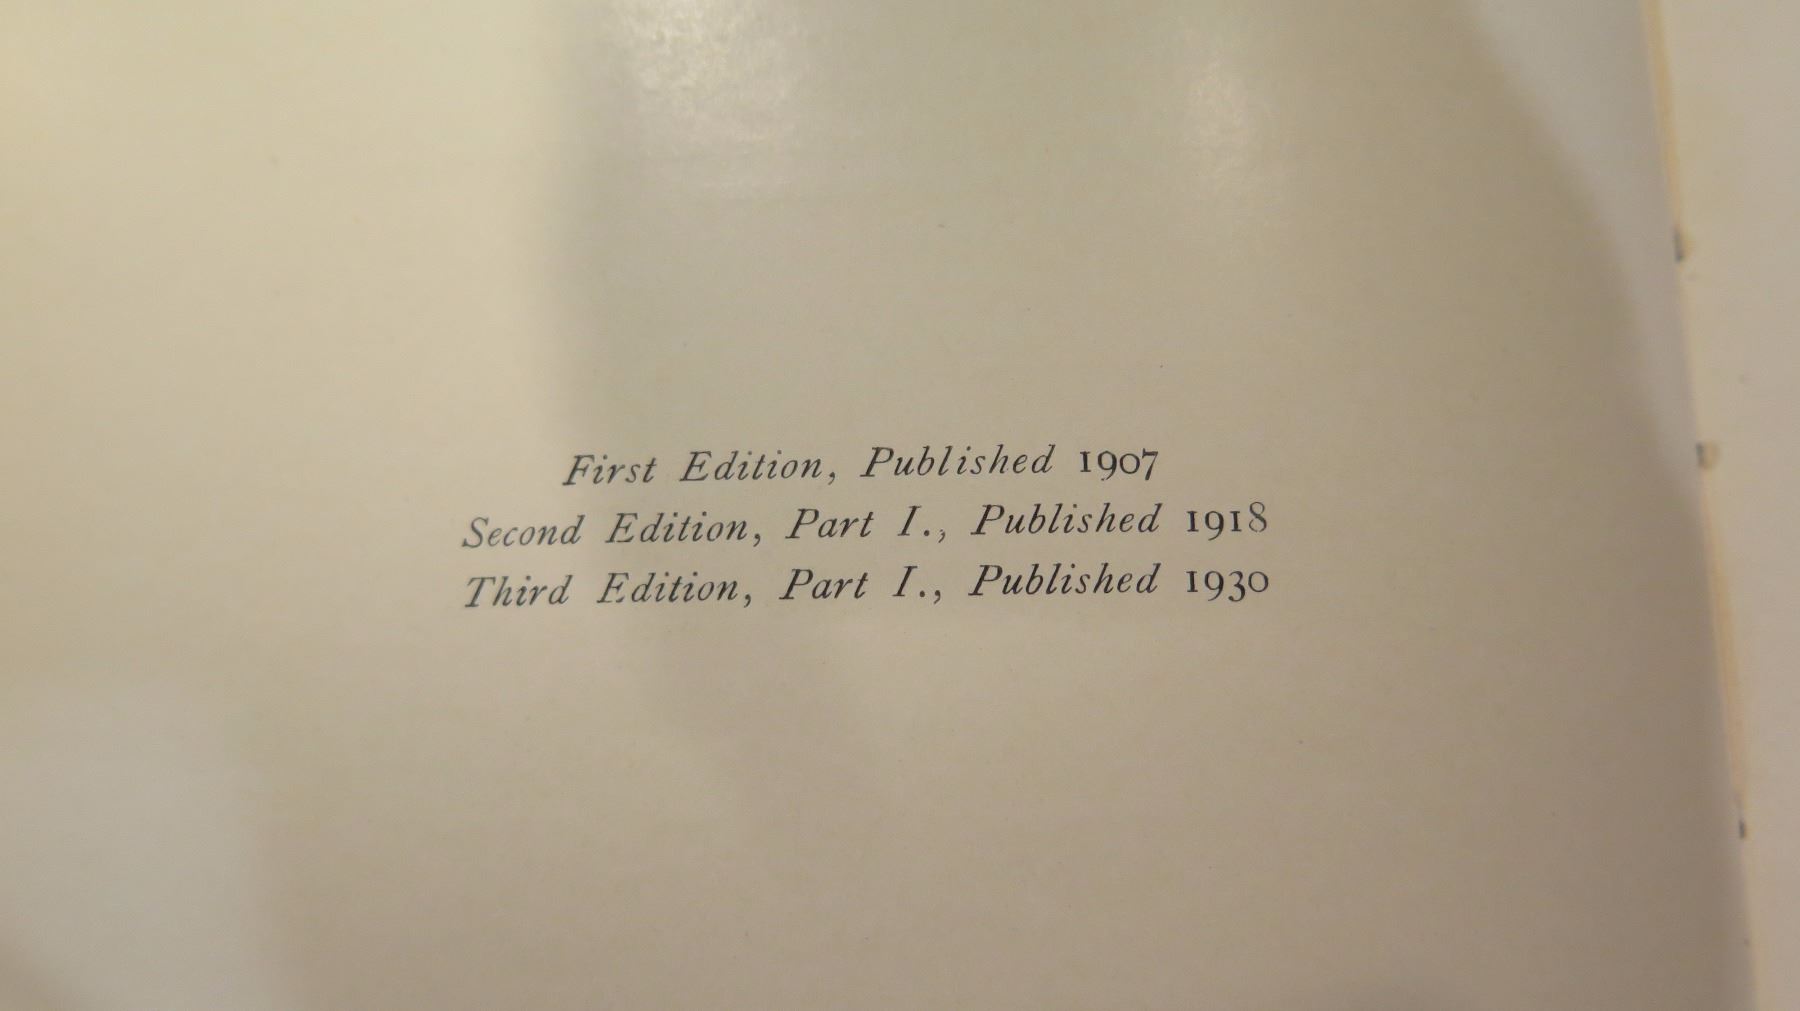 First Edition, Published 1907
Second Edition, Part I., Published 1918
Third Edition, Part I., Published 1930